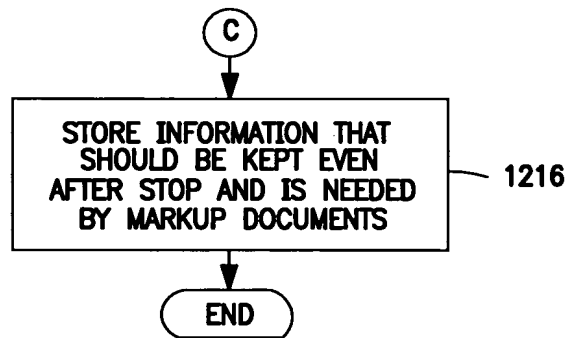 C
STORE INFORMATION THAT
SHOULD BE KEPT EVEN
AFTER STOP AND IS NEEDED
BY MARKUP DOCUMENTS
1216
END